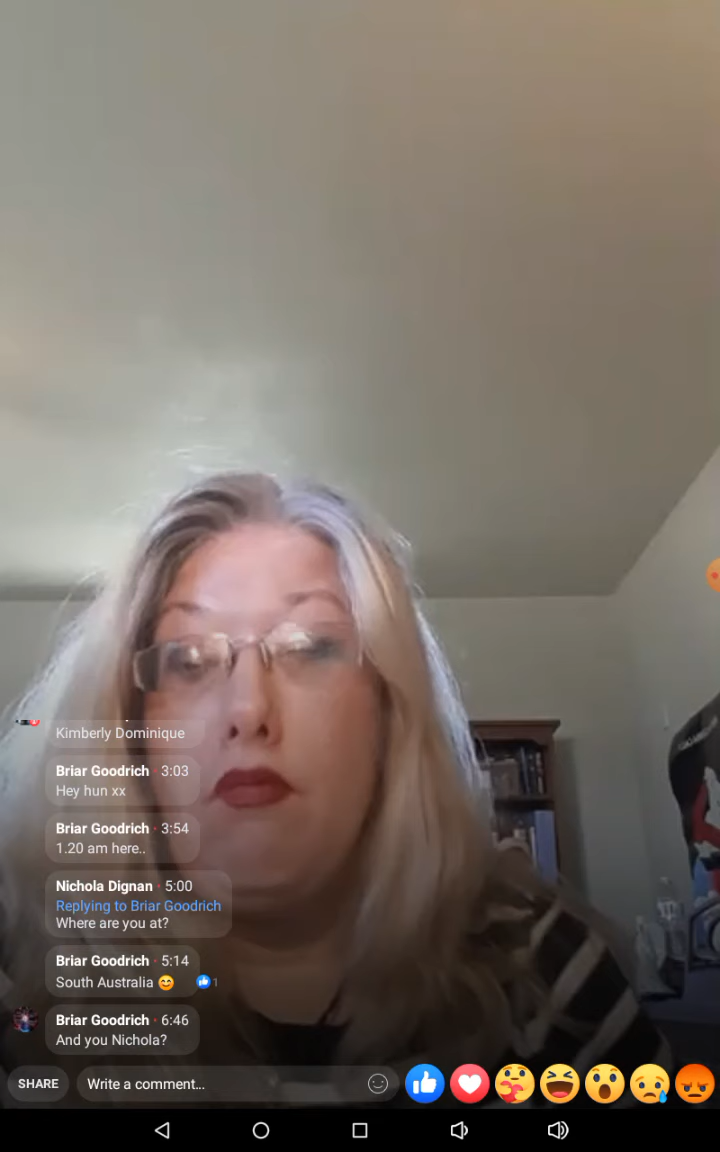 Kimberly Dominique
Briar Goodrich · 3:03
Hey hun xx
Briar Goodrich · 3:54
1.20 am here..
Nichola Dignan · 5:00
Replying to Briar Goodrich
Where are you at?
Briar Goodrich · 5:14
South Australia 😊 1
Briar Goodrich · 6:46
And you Nichola?
SHARE Write a comment...